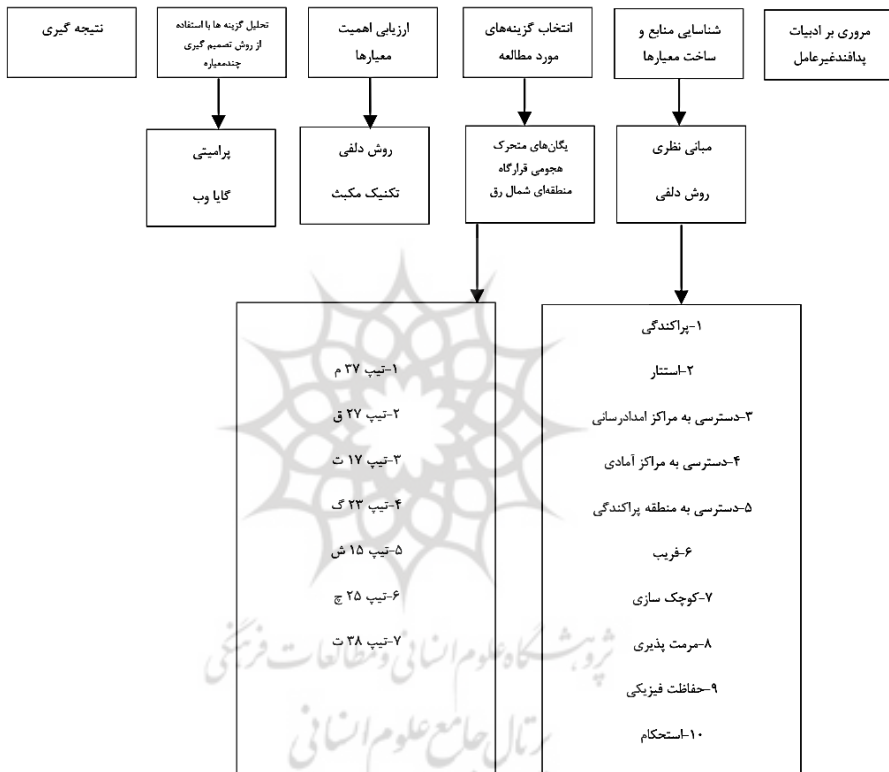 مروری بر ادبیات
پدافندغیرعامل
شناسایی منابع و
ساخت معیارها
انتخاب گزینه‌های
مورد مطالعه
ارزیابی اهمیت
معیارها
تحلیل گزینه ها با استفاده
از روش تصمیم گیری
چندمعیاره
نتیجه گیری
مبانی نظری
روش دلفی
یگان‌های متحرک
هجومی قرارگاه
منطقه‌ای شمال رق
روش دلفی
تکنیک مکبث
پرامیتی
گایا وب
۱-پراکندگی
۲-استتار
۳-دسترسی به مراکز امدادرسانی
۴-دسترسی به مراکز آمادی
۵-دسترسی به منطقه پراکندگی
۶-فریب
۷-کوچک سازی
۸-مرمت پذیری
۹-حفاظت فیزیکی
۱۰-استحکام
۱-تیپ ۳۷ م
۲-تیپ ۲۷ ق
۳-تیپ ۱۷ ت
۴-تیپ ۲۳ گ
۵-تیپ ۱۵ ش
۶-تیپ ۲۵ چ
۷-تیپ ۳۸ ت
پژوهشگاه علوم انسانی و مطالعات فرهنگی
پرتال جامع علوم انسانی